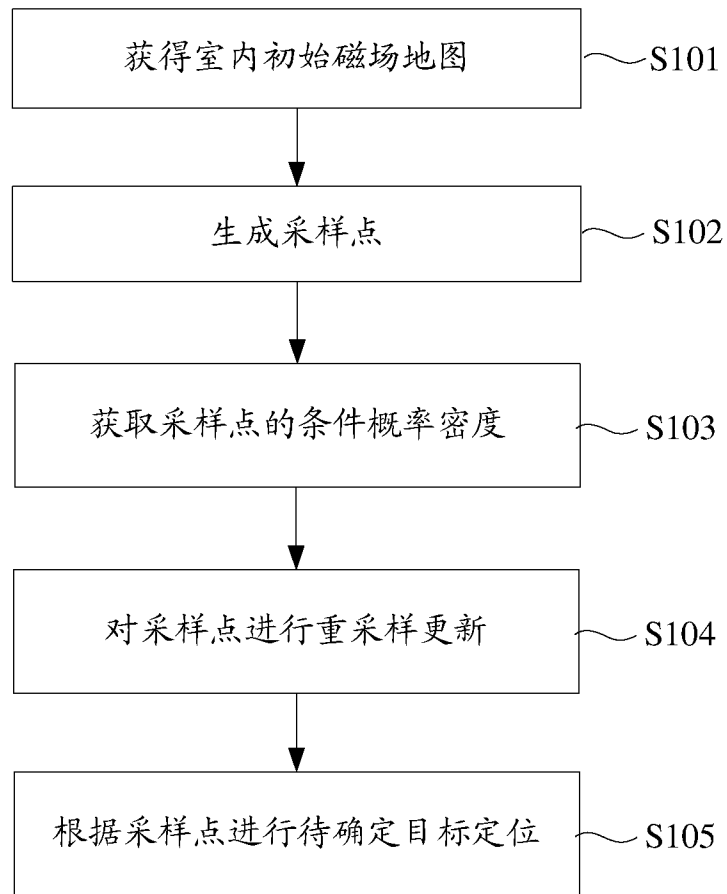 获得室内初始磁场地图
S101
生成采样点
S102
获取采样点的条件概率密度
S103
对采样点进行重采样更新
S104
根据采样点进行待确定目标定位
S105